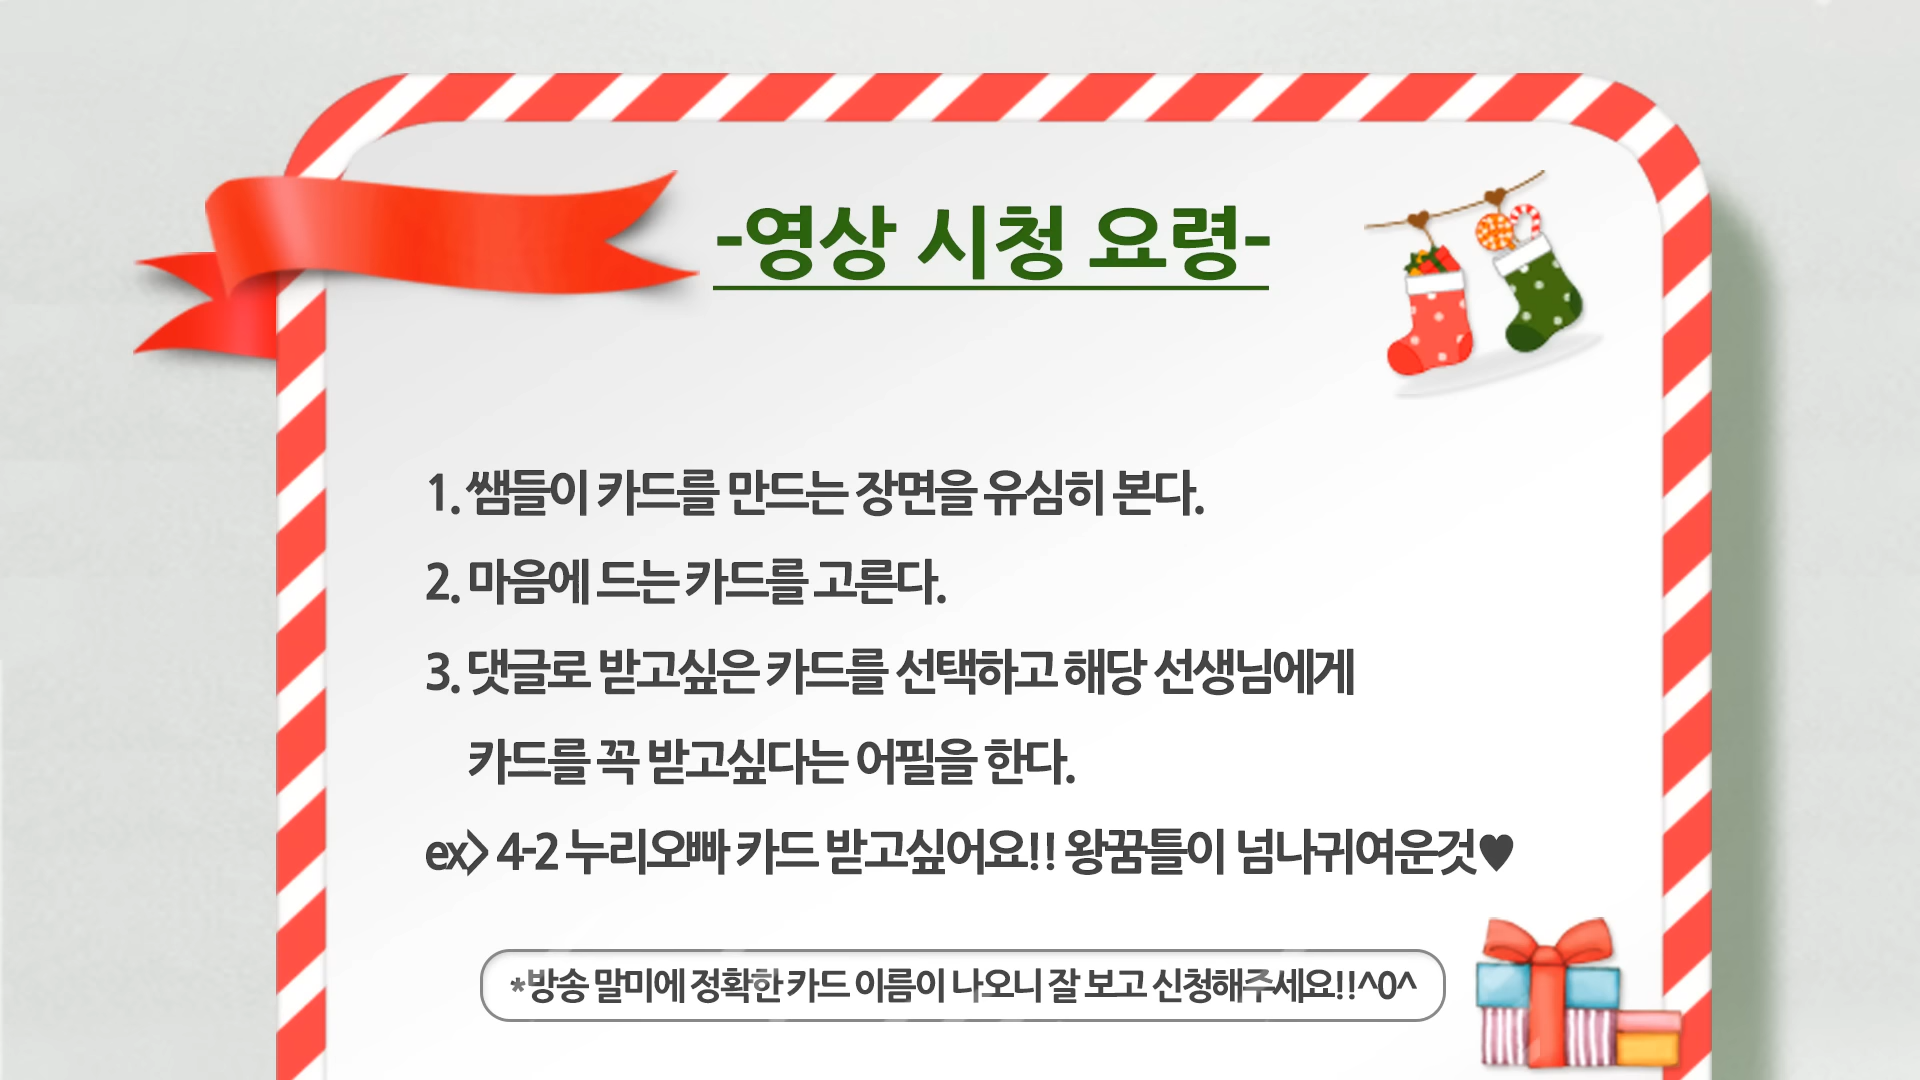 -영상 시청 요령-
1. 쌤들이 카드를 만드는 장면을 유심히 본다.
2. 마음에 드는 카드를 고른다.
3. 댓글로 받고싶은 카드를 선택하고 해당 선생님에게
카드를 꼭 받고싶다는 어필을 한다.
ex> 4-2 누리오빠 카드 받고싶어요!! 왕꿈틀이 넘나귀여운것♥
*방송 말미에 정확한 카드 이름이 나오니 잘 보고 신청해주세요!!^0^